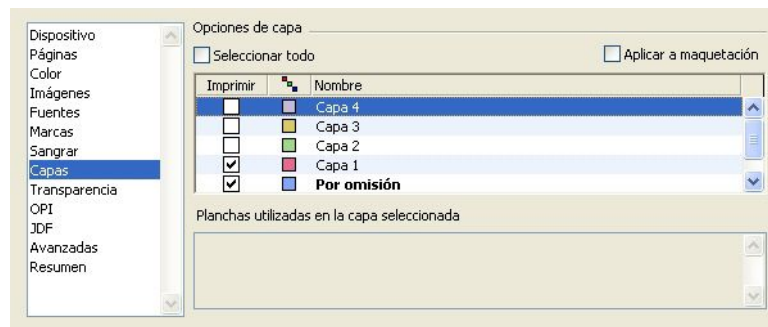 Dispositivo
Páginas
Color
Imágenes
Fuentes
Marcas
Sangrar
Capas
Transparencia
OPI
JDF
Avanzadas
Resumen
Opciones de capa
Seleccionar todo
Aplicar a maquetación
Imprimir Nombre
Capa 4
Capa 3
Capa 2
Capa 1
Por omisión
Planchas utilizadas en la capa seleccionada